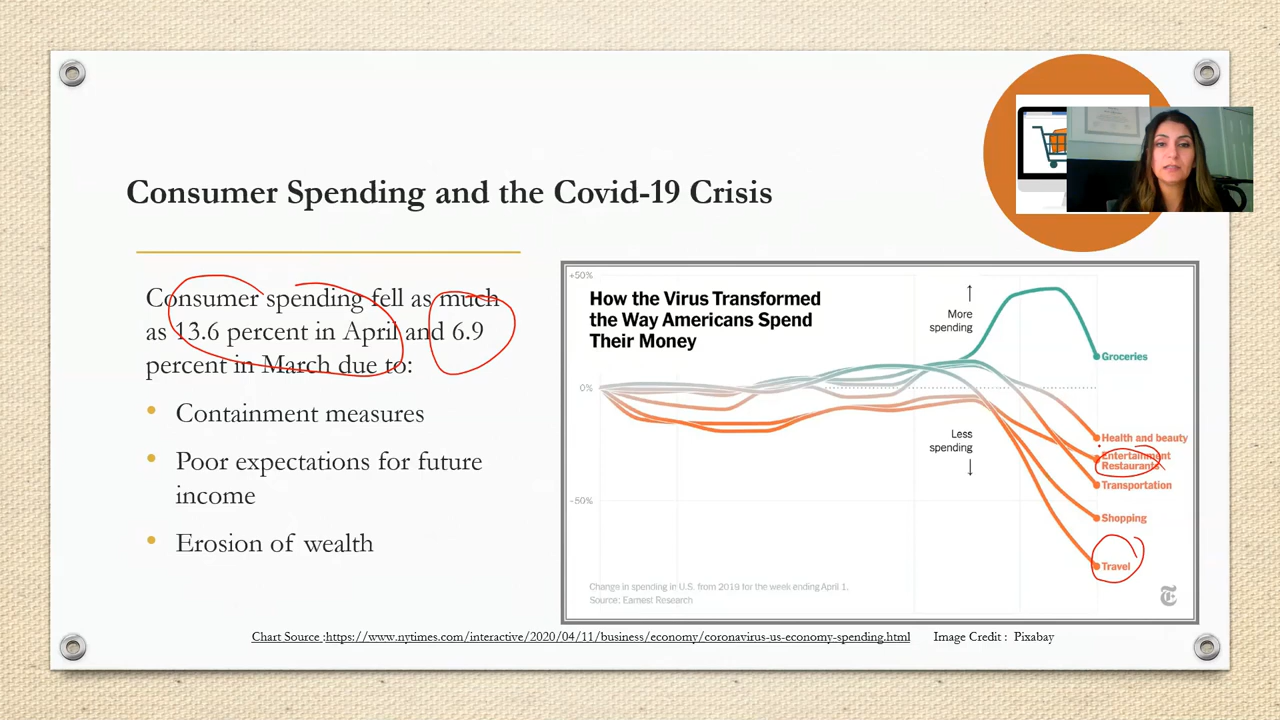 Consumer Spending and the Covid-19 Crisis
Consumer spending fell as much
as 13.6 percent in April and 6.9
percent in March due to:
• Containment measures
• Poor expectations for future
income
• Erosion of wealth
+50%
How the Virus Transformed
the Way Americans Spend
Their Money
More
spending
Groceries
0%
Less
spending
Health and beauty
Entertainment
Restaurants
Transportation
-50%
Shopping
Travel
Change in spending in U.S. from 2019 for the week ending April 1.
Source: Earnest Research
T
Chart Source :https://www.nytimes.com/interactive/2020/04/11/business/economy/coronavirus-us-economy-spending.html Image Credit : Pixabay